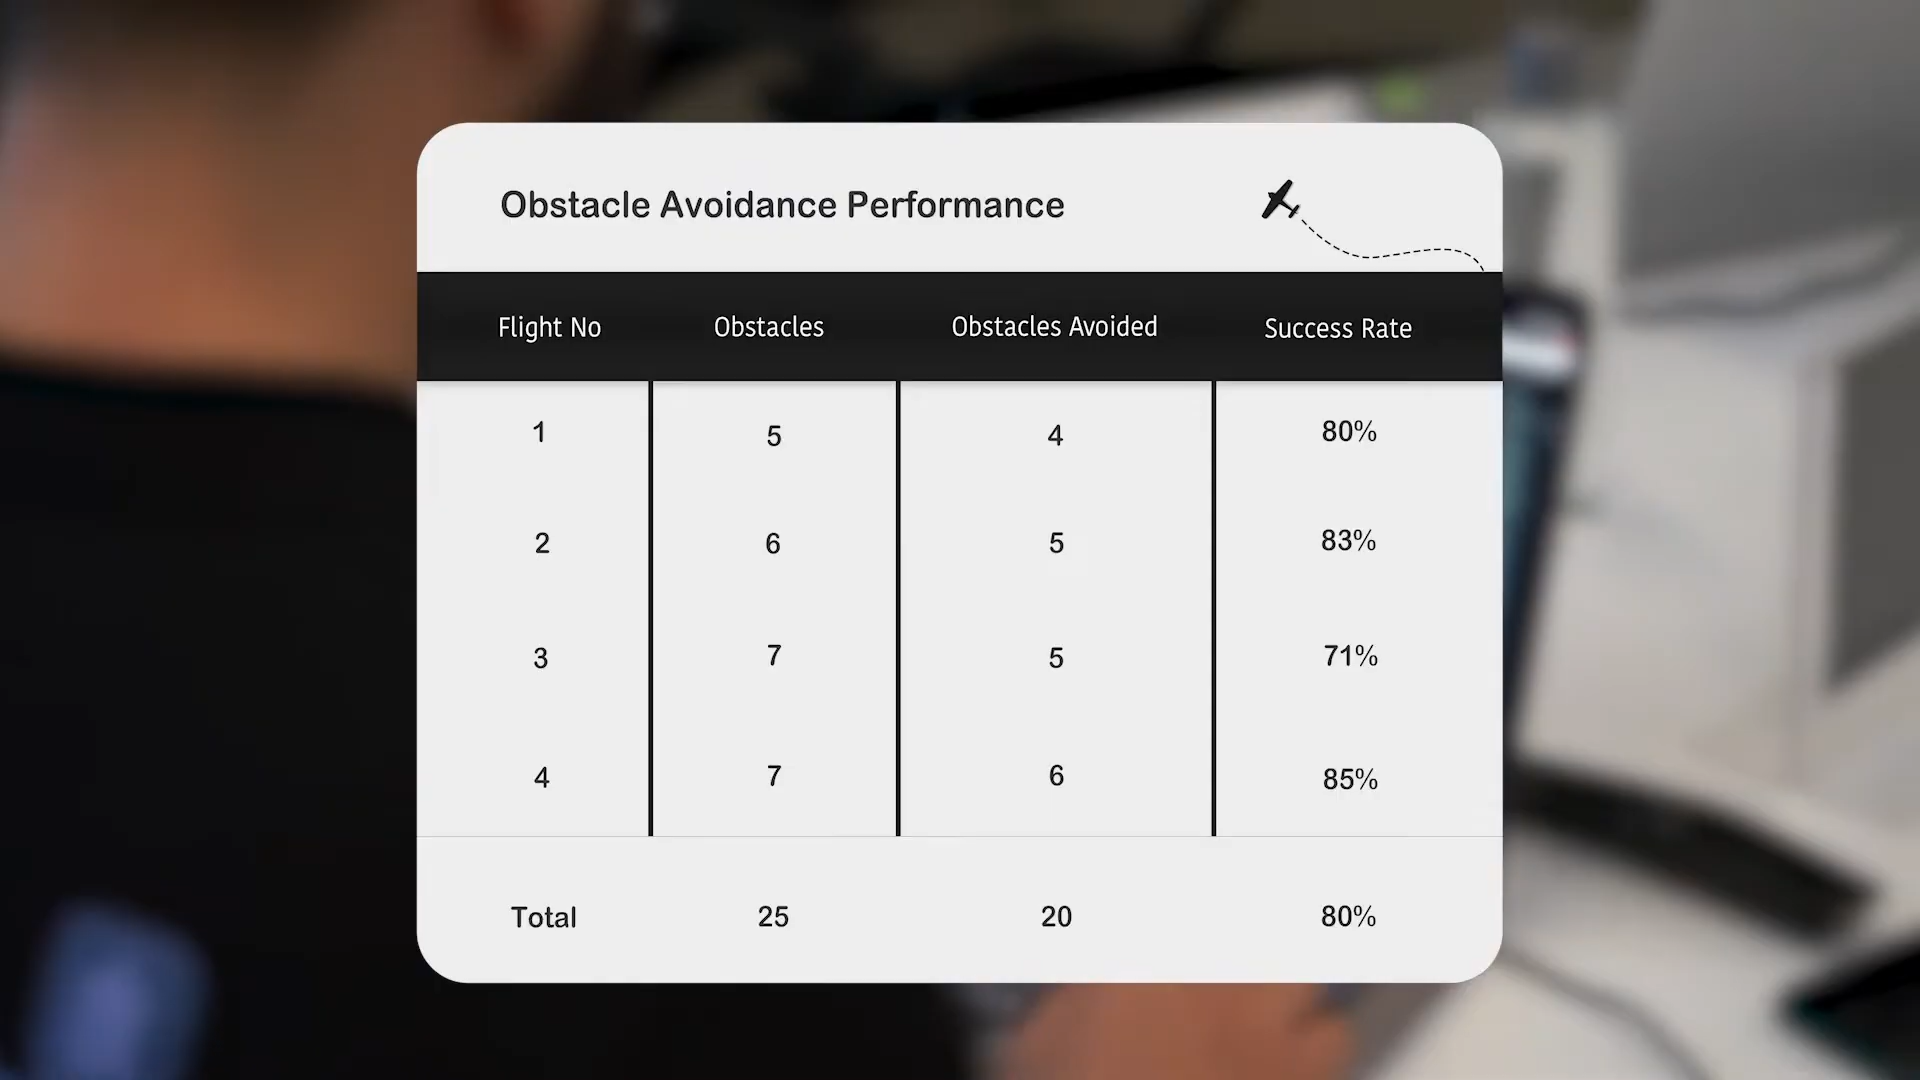 Obstacle Avoidance Performance
Flight No Obstacles Obstacles Avoided Success Rate
1 5 4 80%
2 6 5 83%
3 7 5 71%
4 7 6 85%
Total 25 20 80%